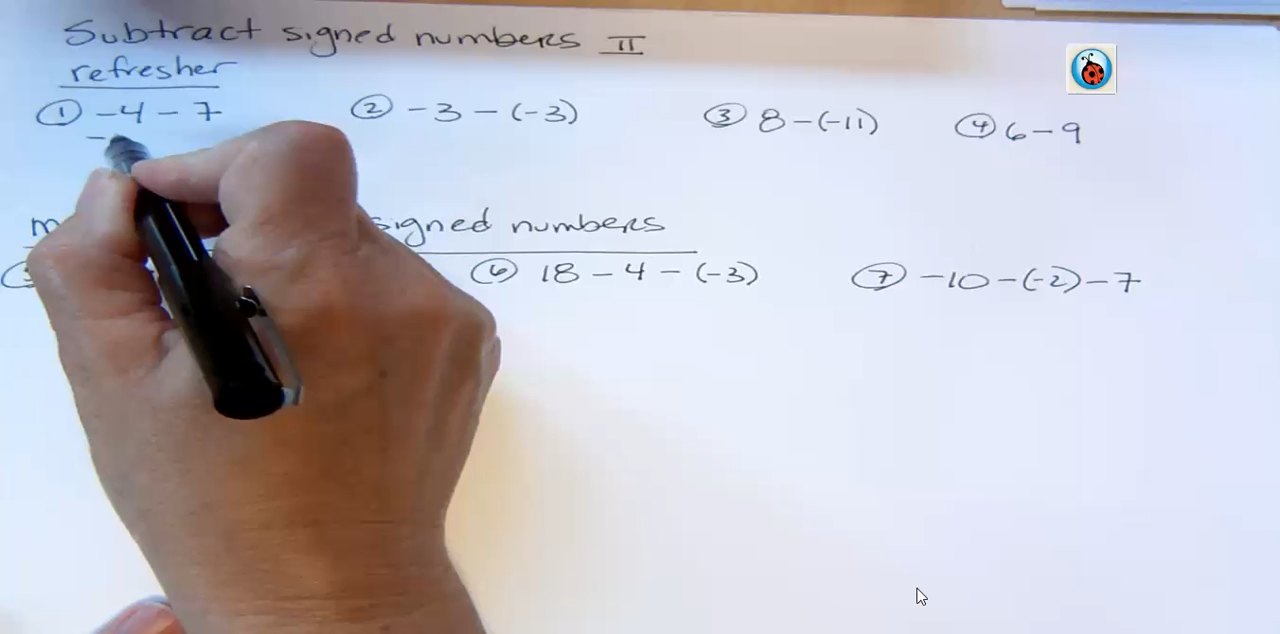 Subtract signed numbers II
refresher
① -4 - 7 ② -3 - (-3) ③ 8 - (-11) ④ 6 - 9
-
signed numbers
⑥ 18 - 4 - (-3) ⑦ -10 - (-2) - 7